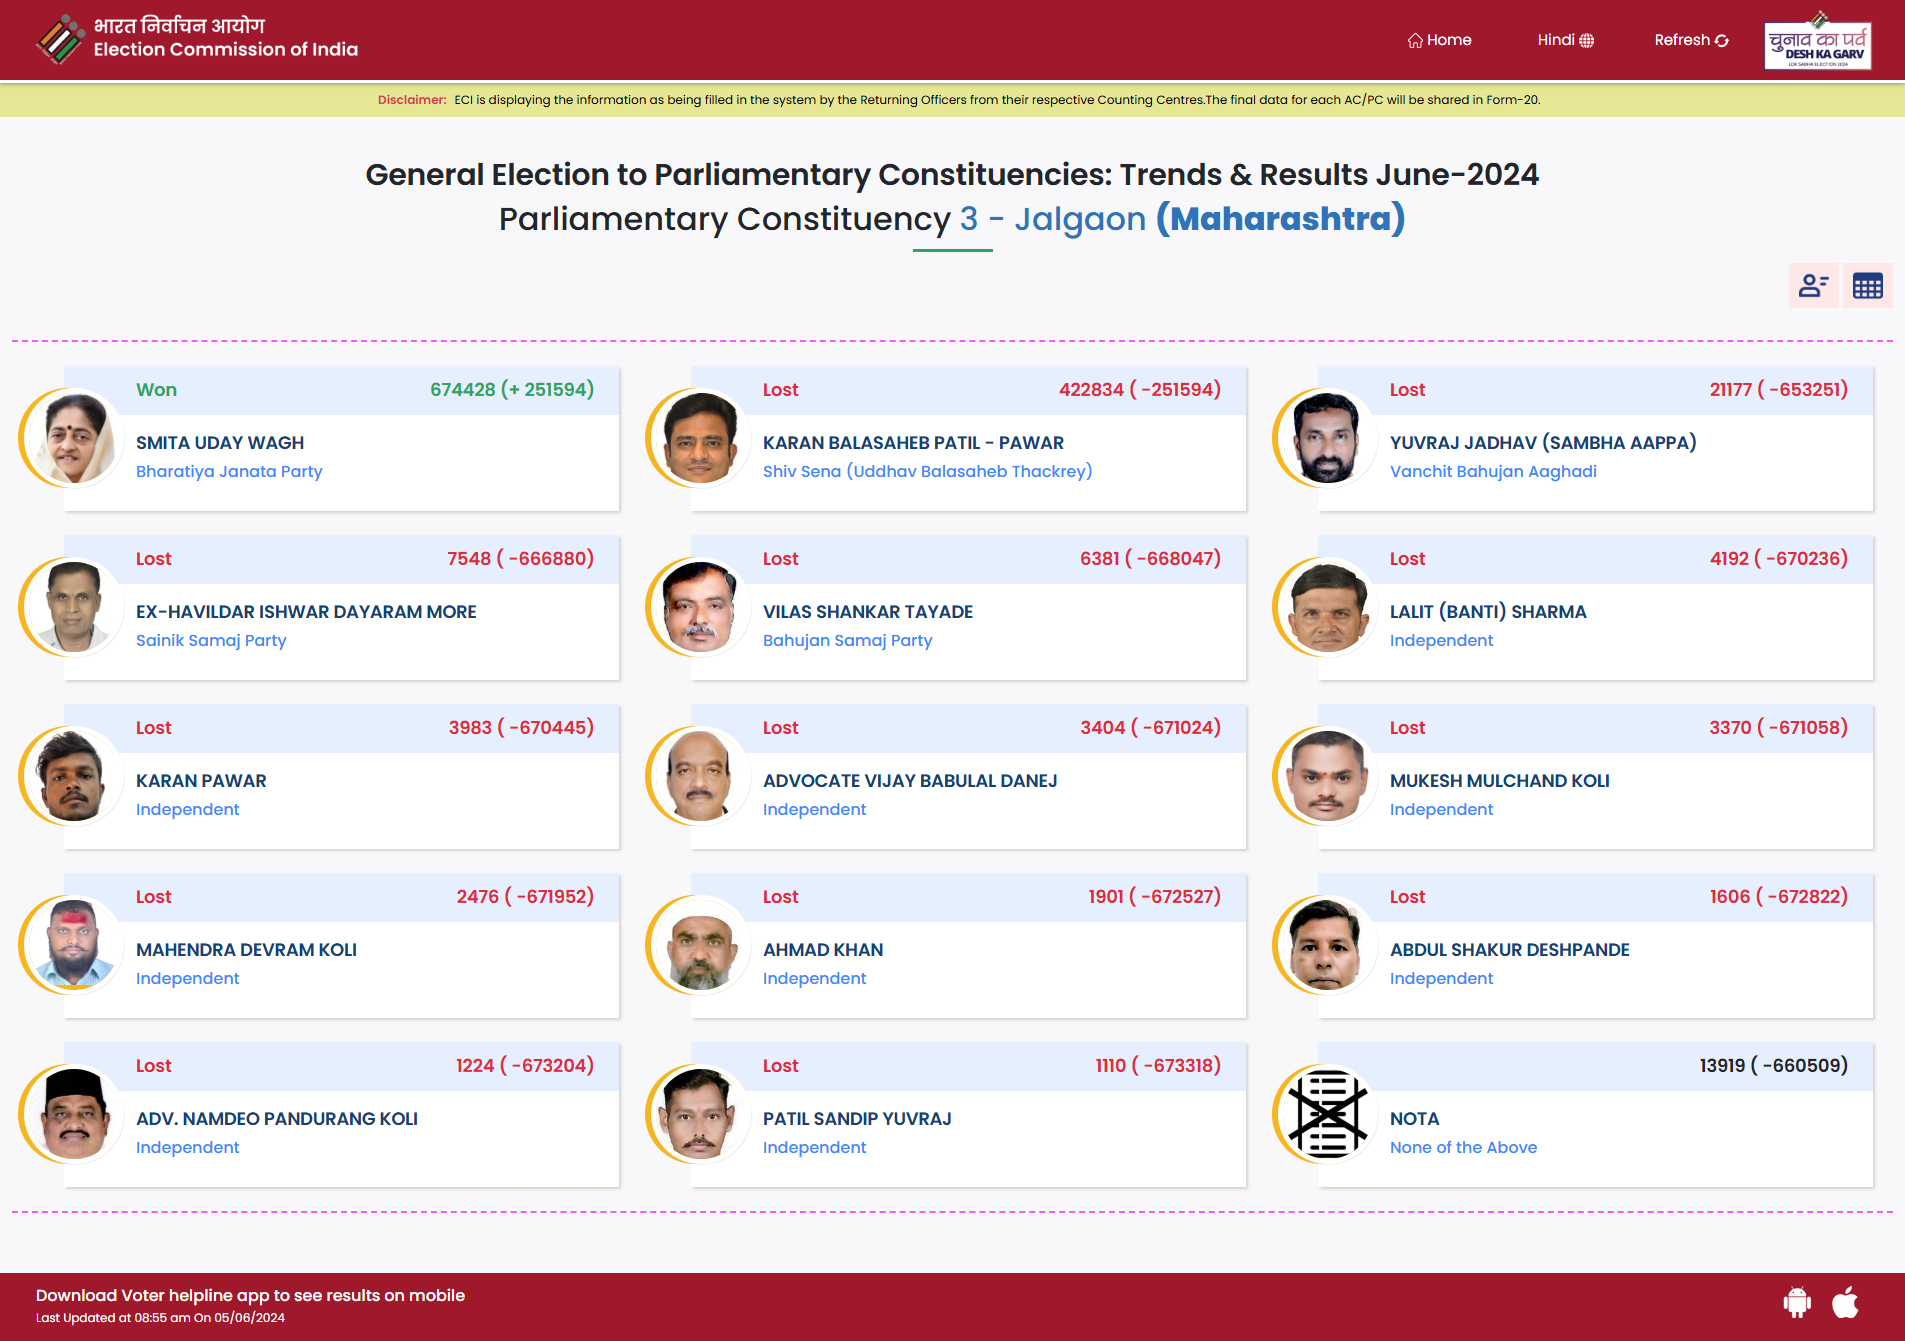 भारत निर्वाचन आयोग
Election Commission of India
Home
Hindi
Refresh
चुनाव का पर्व
DESH KA GARV
LOK SABHA ELECTION 2024
Disclaimer: ECI is displaying the information as being filled in the system by the Returning Officers from their respective Counting Centres.The final data for each AC/PC will be shared in Form-20.
General Election to Parliamentary Constituencies: Trends & Results June-2024
Parliamentary Constituency 3 - Jalgaon (Maharashtra)
Won 674428 (+ 251594)
SMITA UDAY WAGH
Bharatiya Janata Party
Lost 422834 ( -251594)
KARAN BALASAHEB PATIL - PAWAR
Shiv Sena (Uddhav Balasaheb Thackrey)
Lost 21177 ( -653251)
YUVRAJ JADHAV (SAMBHA AAPPA)
Vanchit Bahujan Aaghadi
Lost 7548 ( -666880)
EX-HAVILDAR ISHWAR DAYARAM MORE
Sainik Samaj Party
Lost 6381 ( -668047)
VILAS SHANKAR TAYADE
Bahujan Samaj Party
Lost 4192 ( -670236)
LALIT (BANTI) SHARMA
Independent
Lost 3983 ( -670445)
KARAN PAWAR
Independent
Lost 3404 ( -671024)
ADVOCATE VIJAY BABULAL DANEJ
Independent
Lost 3370 ( -671058)
MUKESH MULCHAND KOLI
Independent
Lost 2476 ( -671952)
MAHENDRA DEVRAM KOLI
Independent
Lost 1901 ( -672527)
AHMAD KHAN
Independent
Lost 1606 ( -672822)
ABDUL SHAKUR DESHPANDE
Independent
Lost 1224 ( -673204)
ADV. NAMDEO PANDURANG KOLI
Independent
Lost 1110 ( -673318)
PATIL SANDIP YUVRAJ
Independent
13919 ( -660509)
NOTA
None of the Above
Download Voter helpline app to see results on mobile
Last Updated at 08:55 am On 05/06/2024